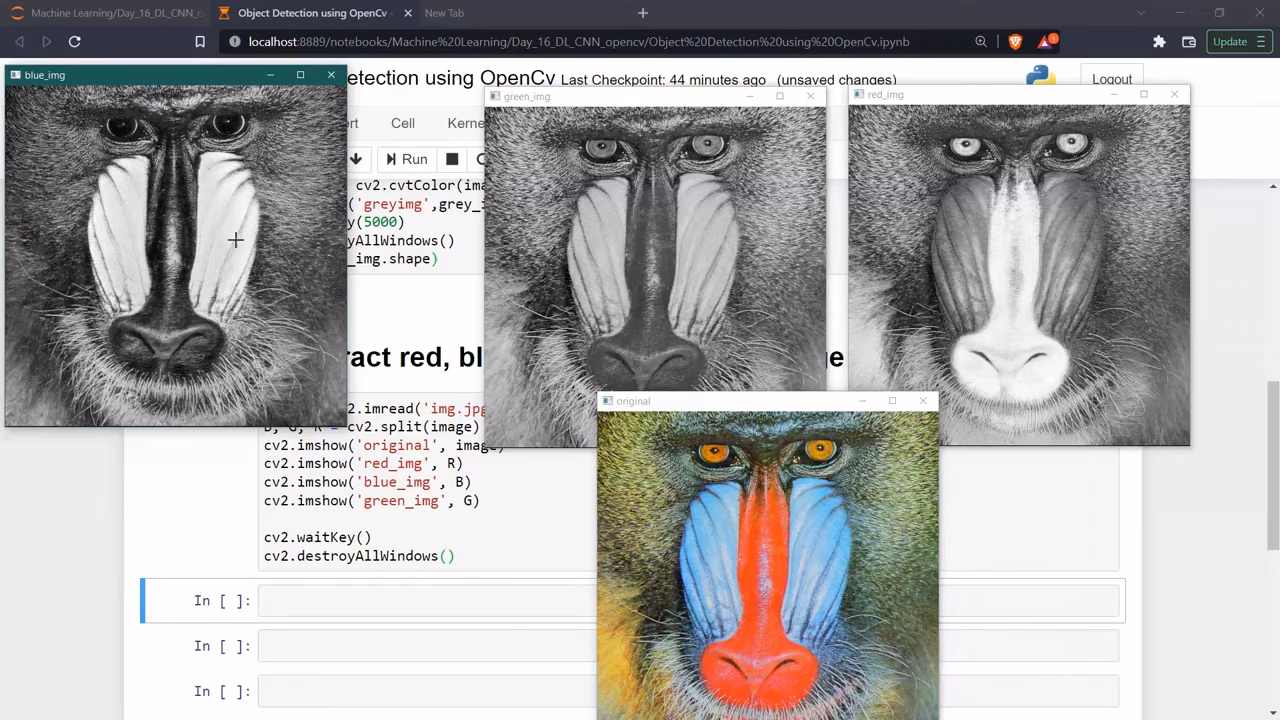 Machine Learning/Day_16_DL_CNN_o
Object Detection using OpenCv -
New Tab
localhost:8889/notebooks/Machine%20Learning/Day_16_DL_CNN_opencv/Object%20Detection%20using%20OpenCv.ipynb
Update
etection using OpenCv Last Checkpoint: 44 minutes ago (unsaved changes)
Logout
blue_img
green_img
red_img
rt Cell Kerne
Run
cv2.cvtColor(ima
('greyimg',grey_i
y(5000)
yAllWindows()
_img.shape)
ract red, bl
ge
2.imread('img.jpg
B, G, R = cv2.split(image)
cv2.imshow('original', image)
cv2.imshow('red_img', R)
cv2.imshow('blue_img', B)
cv2.imshow('green_img', G)
cv2.waitKey()
cv2.destroyAllWindows()
original
In [ ]:
In [ ]:
In [ ]: